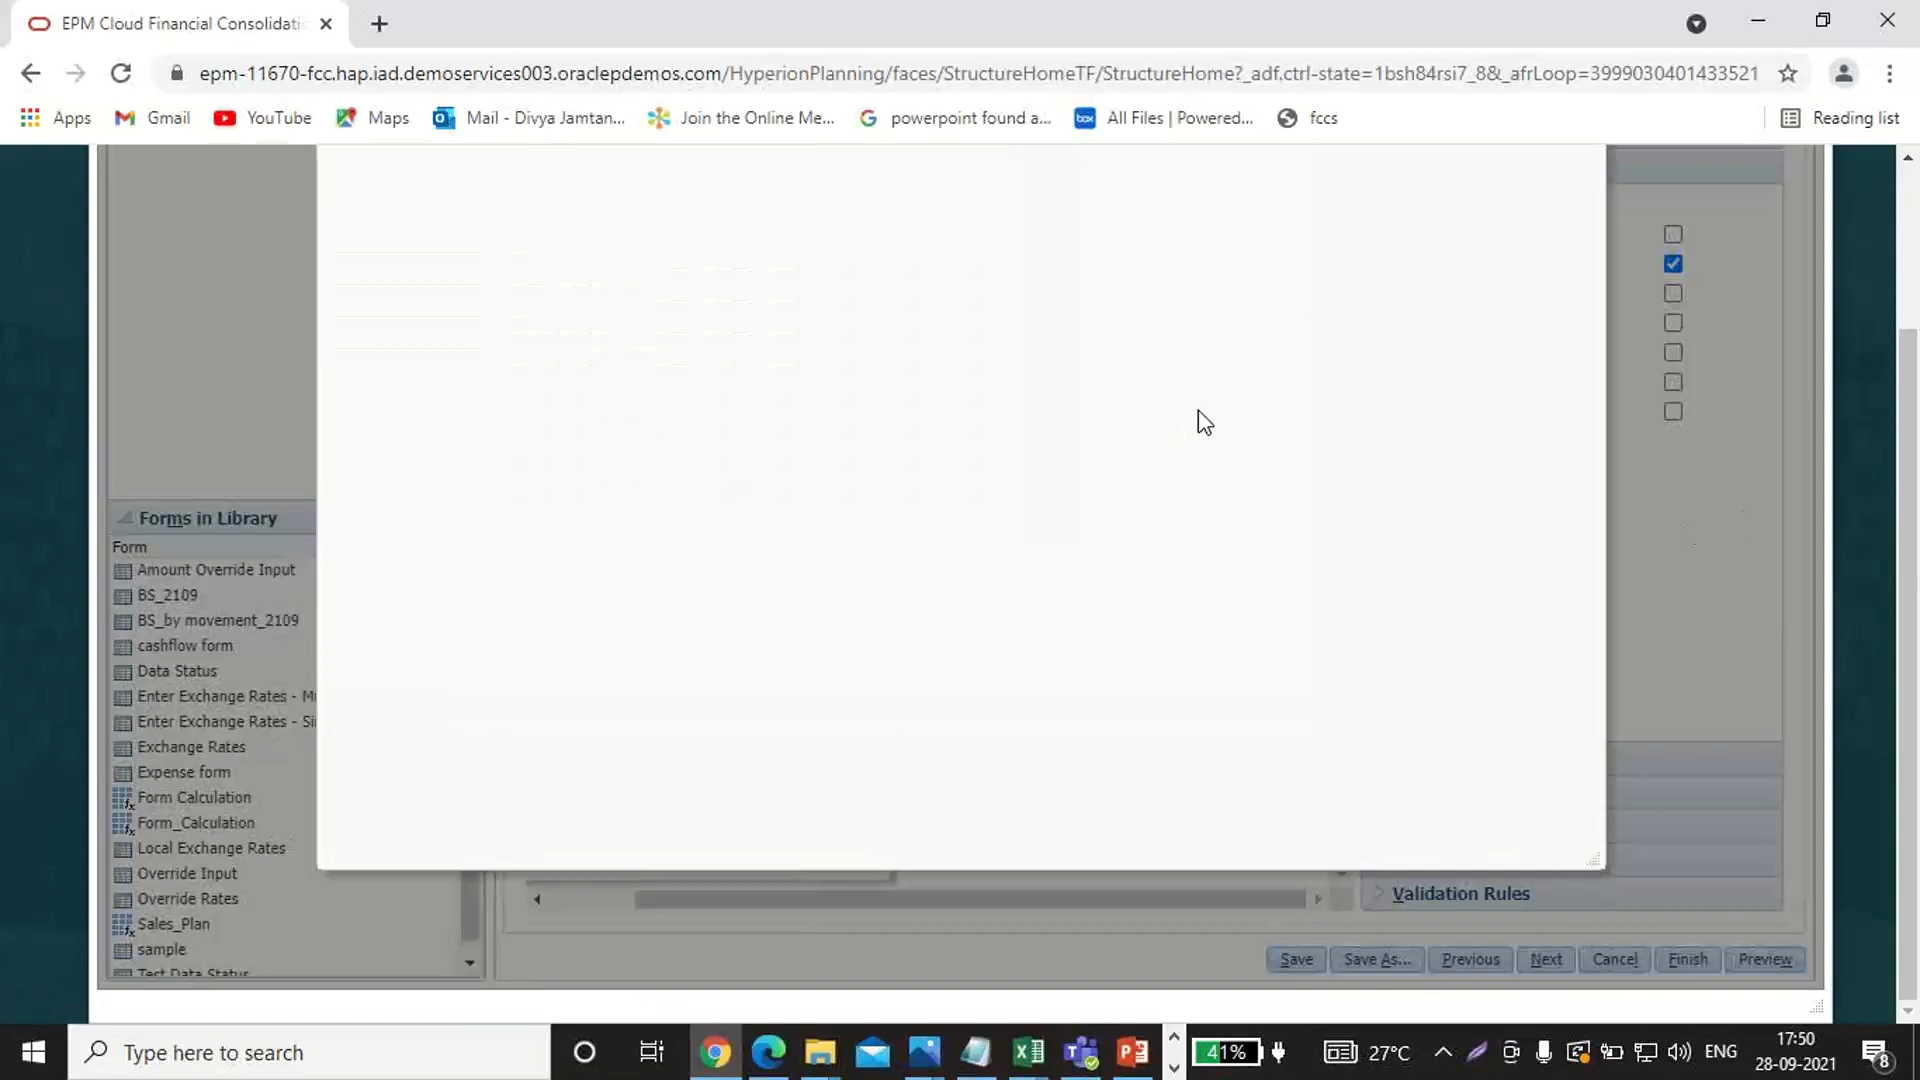 EPM Cloud Financial Consolidati
epm-11670-fcc.hap.iad.demoservices003.oraclepdemos.com/HyperionPlanning/faces/StructureHomeTF/StructureHome?_adf.ctrl-state=1bsh84rsi7_8&_afrLoop=3999030401433521
Apps Gmail YouTube Maps Mail - Divya Jamtan... Join the Online Me... powerpoint found a... All Files | Powered... fccs Reading list
Forms in Library
Form
Amount Override Input
BS_2109
BS_by movement_2109
cashflow form
Data Status
Enter Exchange Rates - M
Enter Exchange Rates - Si
Exchange Rates
Expense form
Form Calculation
Form_Calculation
Local Exchange Rates
Override Input
Override Rates
Sales_Plan
sample
Test Data Status
Validation Rules
Save Save As... Previous Next Cancel Finish Preview
Type here to search
41%
27°C
ENG
17:50
28-09-2021
8